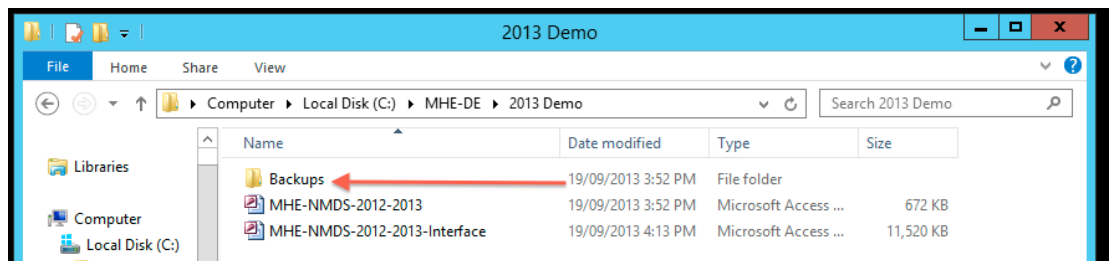 2013 Demo
File Home Share View
Computer Local Disk (C:) MHE-DE 2013 Demo Search 2013 Demo
Name Date modified Type Size
Libraries
Backups 19/09/2013 3:52 PM File folder
MHE-NMDS-2012-2013 19/09/2013 3:52 PM Microsoft Access ... 672 KB
Computer
MHE-NMDS-2012-2013-Interface 19/09/2013 4:13 PM Microsoft Access ... 11,520 KB
Local Disk (C:)